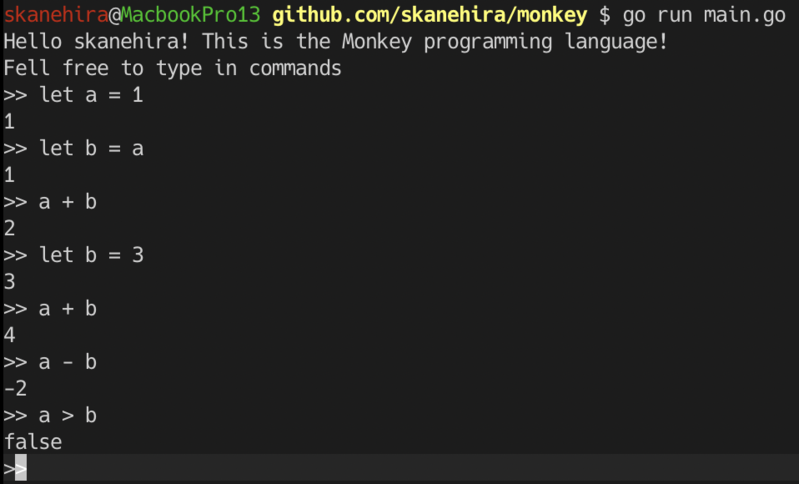 skanehira@MacbookPro13 github.com/skanehira/monkey $ go run main.go
Hello skanehira! This is the Monkey programming language!
Fell free to type in commands
>> let a = 1
1
>> let b = a
1
>> a + b
2
>> let b = 3
3
>> a + b
4
>> a - b
-2
>> a > b
false
>>